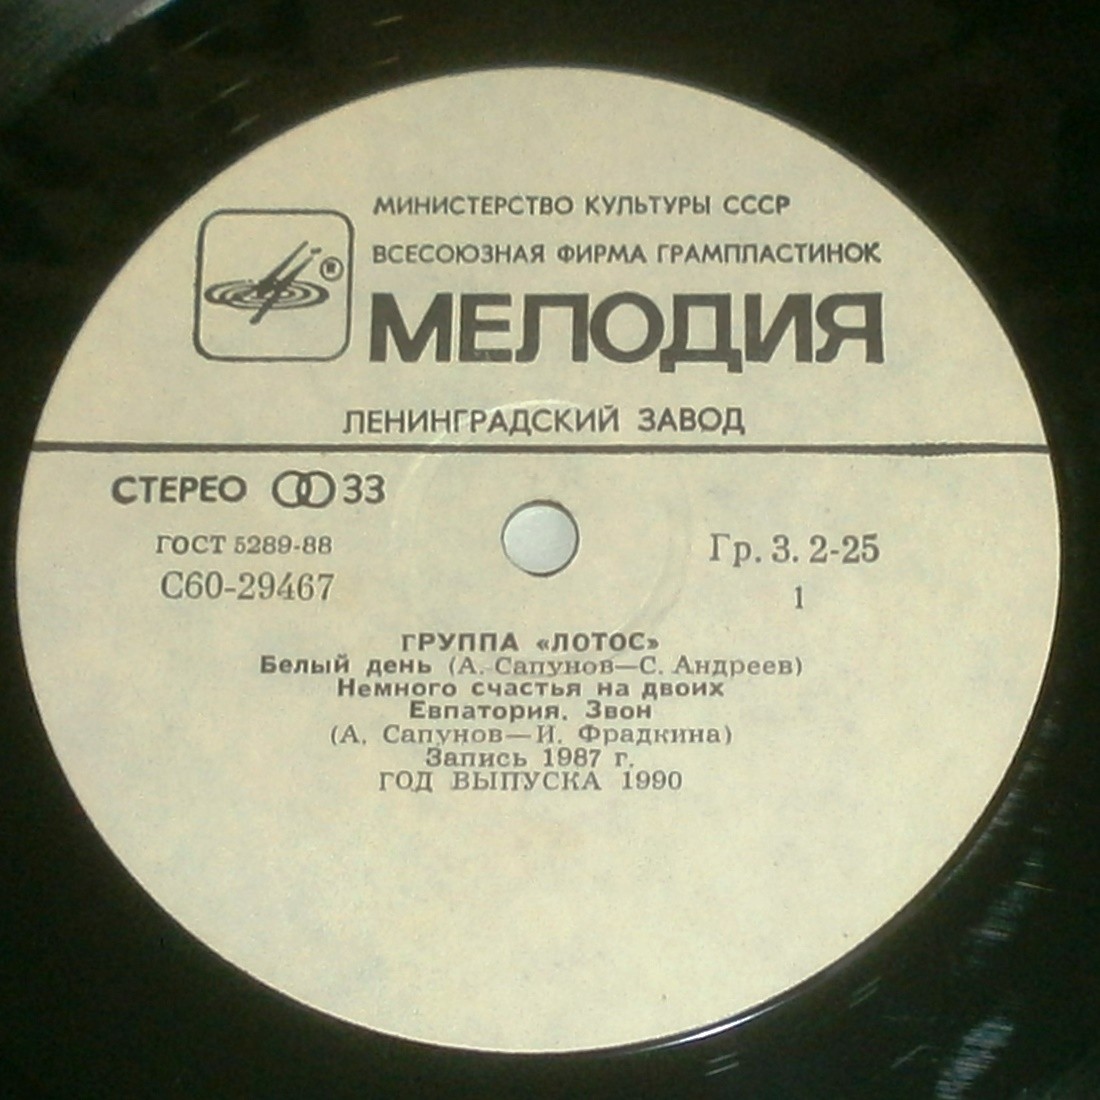 МИНИСТЕРСТВО КУЛЬТУРЫ СССР
ВСЕСОЮЗНАЯ ФИРМА ГРАМПЛАСТИНОК
®
МЕЛОДИЯ
ЛЕНИНГРАДСКИЙ ЗАВОД
СТЕРЕО 33
ГОСТ 5289-88
Гр. 3. 2-25
С60-29467
1
ГРУППА «ЛОТОС»
Белый день (А. Сапунов—С. Андреев)
Немного счастья на двоих
Евпатория. Звон
(А. Сапунов—И. Фрадкина)
Запись 1987 г.
ГОД ВЫПУСКА 1990